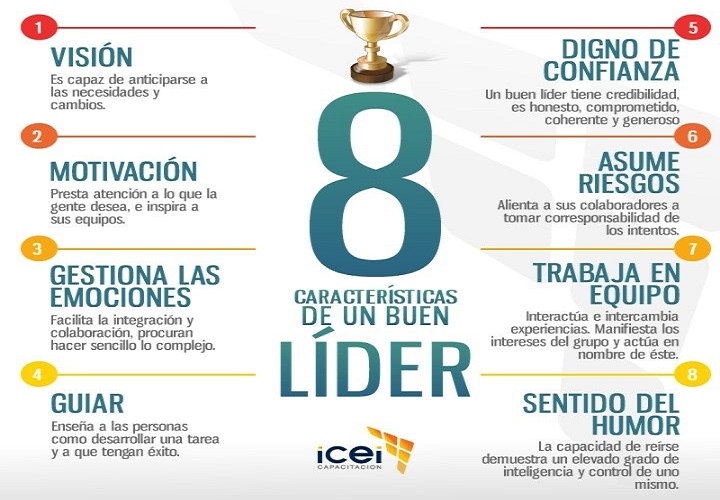 1
VISIÓN
Es capaz de anticiparse a
las necesidades y
cambios.
2
MOTIVACIÓN
Presta atención a lo que la
gente desea, e inspira a
sus equipos.
3
GESTIONA LAS
EMOCIONES
Facilita la integración y
colaboración, procuran
hacer sencillo lo complejo.
4
GUIAR
Enseña a las personas
como desarrollar una tarea
y a que tengan éxito.
8
CARACTERÍSTICAS
DE UN BUEN
LÍDER
icei
CAPACITACION
5
DIGNO DE
CONFIANZA
Un buen líder tiene credibilidad,
es honesto, comprometido,
coherente y generoso
6
ASUME
RIESGOS
Alienta a sus colaboradores a
tomar corresponsabilidad de
los intentos.
7
TRABAJA EN
EQUIPO
Interactúa e intercambia
experiencias. Manifiesta los
intereses del grupo y actúa en
nombre de éste.
8
SENTIDO DEL
HUMOR
La capacidad de reírse
demuestra un elevado grado de
inteligencia y control de uno
mismo.